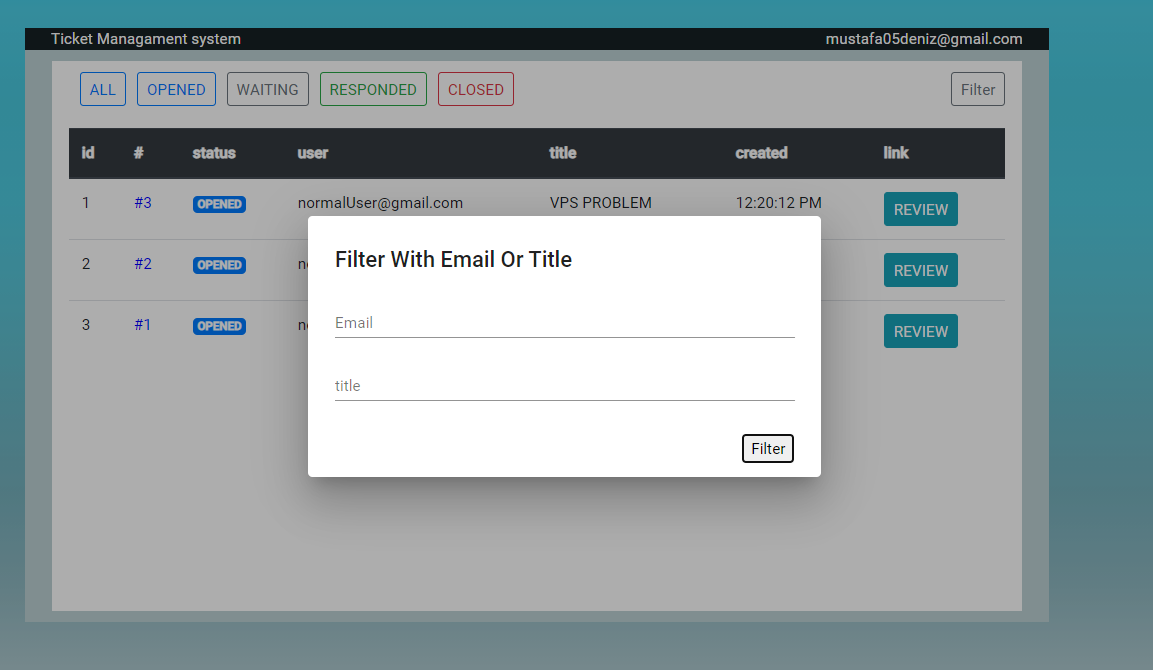 Ticket Managament system mustafa05deniz@gmail.com
ALL OPENED WAITING RESPONDED CLOSED Filter
id # status user title created link
1 #3 OPENED normalUser@gmail.com VPS PROBLEM 12:20:12 PM REVIEW
Filter With Email Or Title
2 #2 OPENED REVIEW
Email
3 #1 OPENED REVIEW
title
Filter